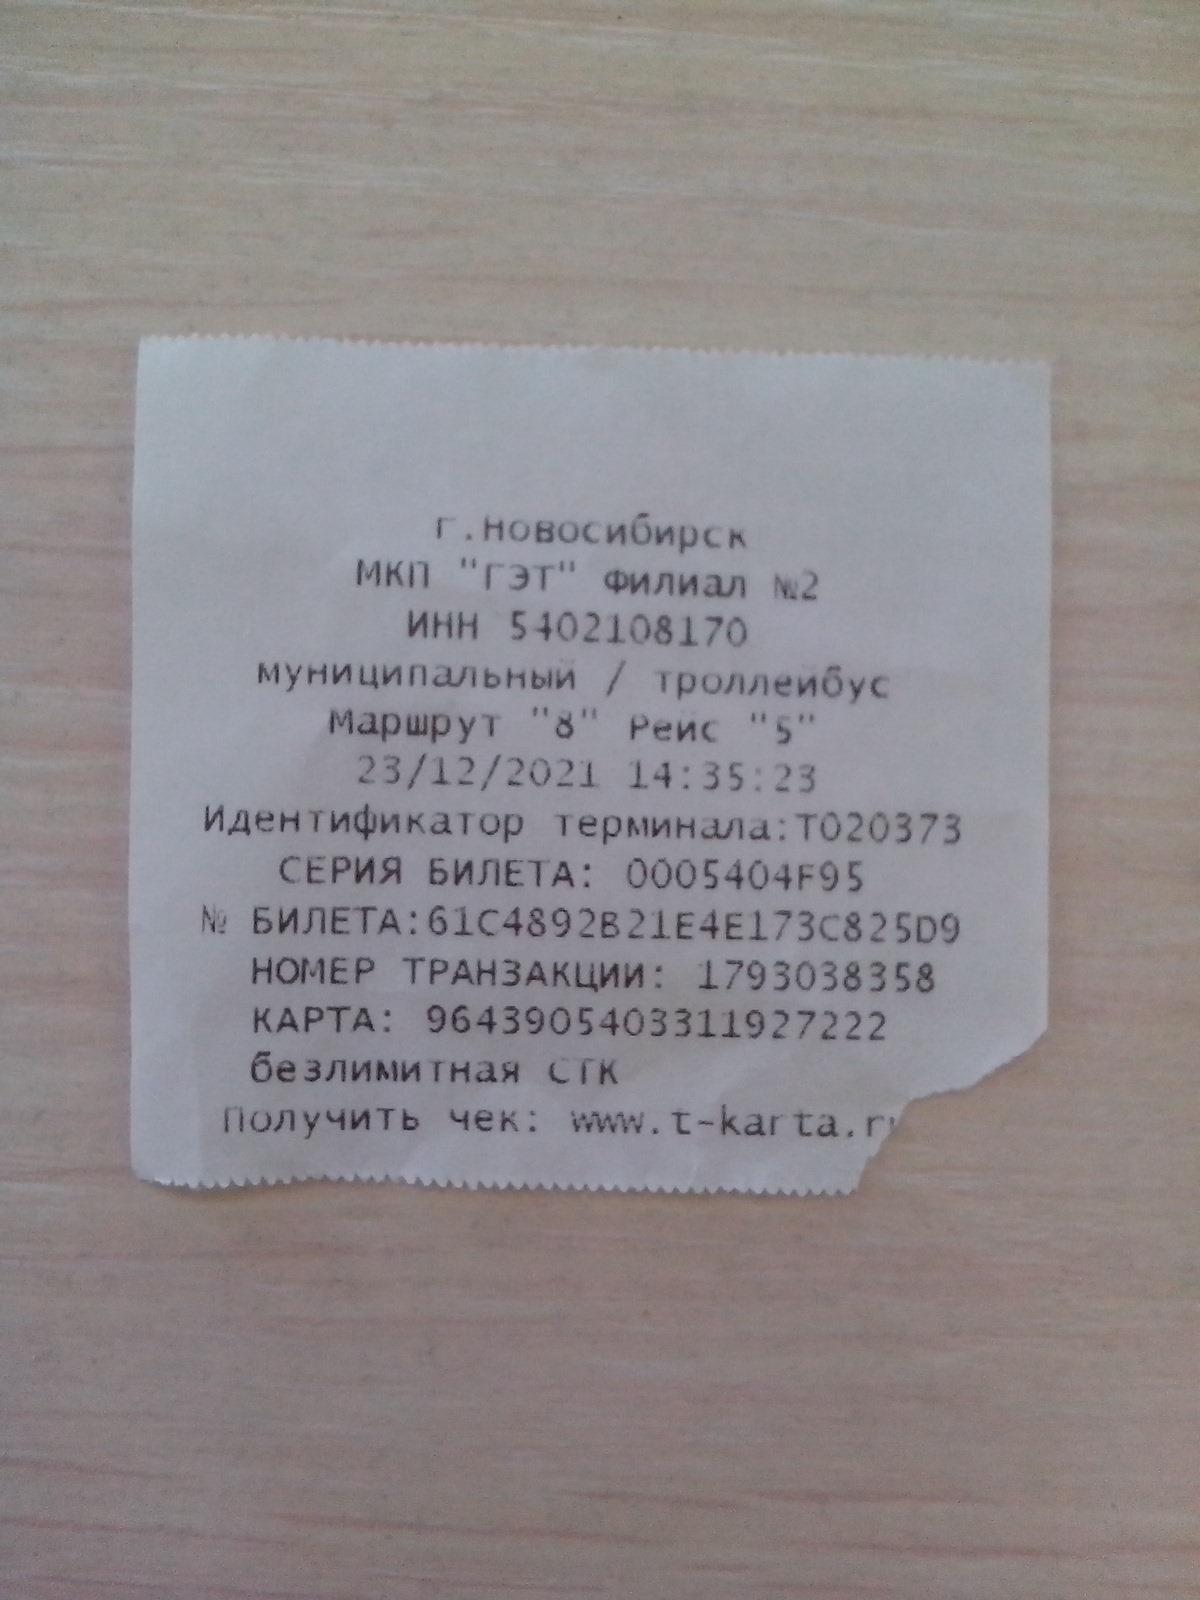 г.Новосибирск
МКП "ГЭТ" Филиал №2
ИНН 5402108170
муниципальный / троллейбус
Маршрут "8" Рейс "5"
23/12/2021 14:35:23
Идентификатор терминала:Т020373
СЕРИЯ БИЛЕТА: 0005404F95
№ БИЛЕТА:61C4892B21E4E173C825D9
НОМЕР ТРАНЗАКЦИИ: 1793038358
КАРТА: 9643905403311927222
безлимитная СТК
Получить чек: www.t-karta.ru